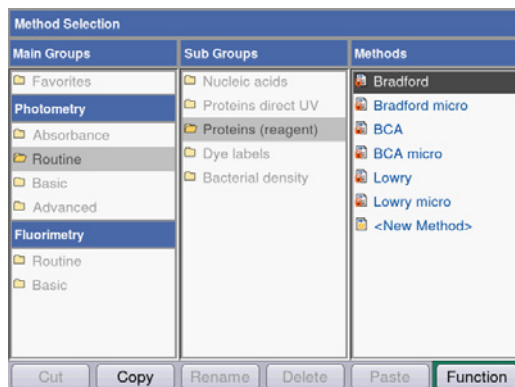 Method Selection
Main Groups
Favorites
Photometry
Absorbance
Routine
Basic
Advanced
Fluorimetry
Routine
Basic
Sub Groups
Nucleic acids
Proteins direct UV
Proteins (reagent)
Dye labels
Bacterial density
Methods
Bradford
Bradford micro
BCA
BCA micro
Lowry
Lowry micro
<New Method>
Cut Copy Rename Delete Paste Function